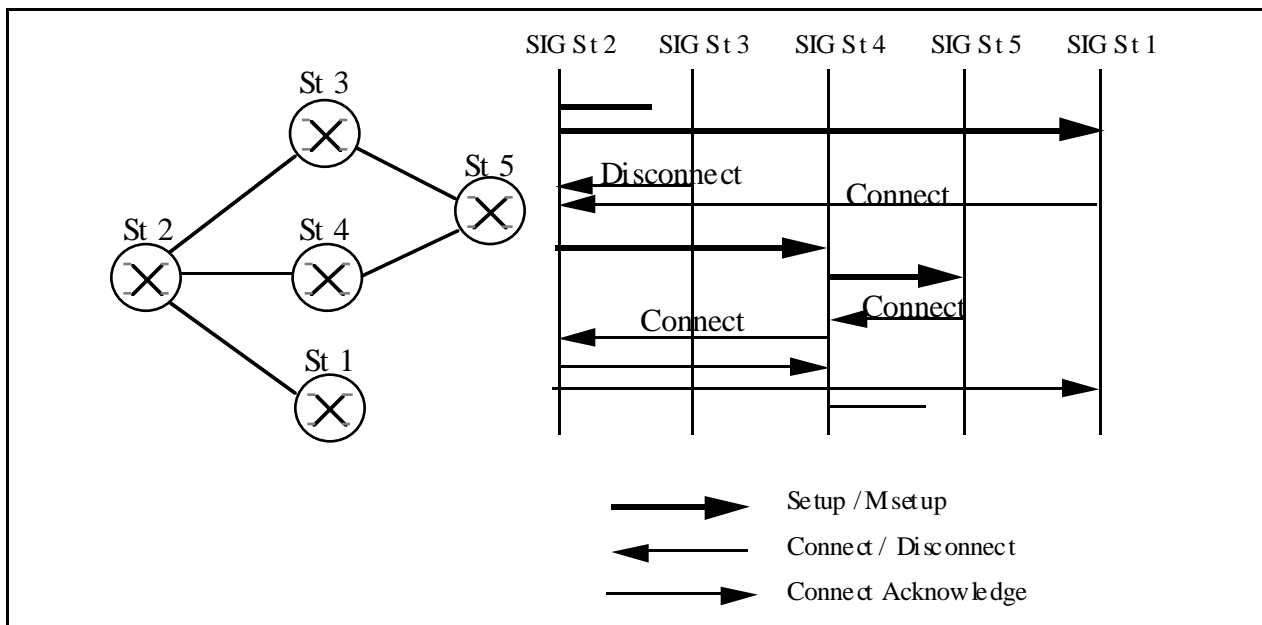 SIG St 2 SIG St 3 SIG St 4 SIG St 5 SIG St 1
St 3
St 5
St 2
St 4
St 1
Disconnect
Connect
Connect
Connect
Setup / Msetup
Connect / Disconnect
Connect Acknowledge